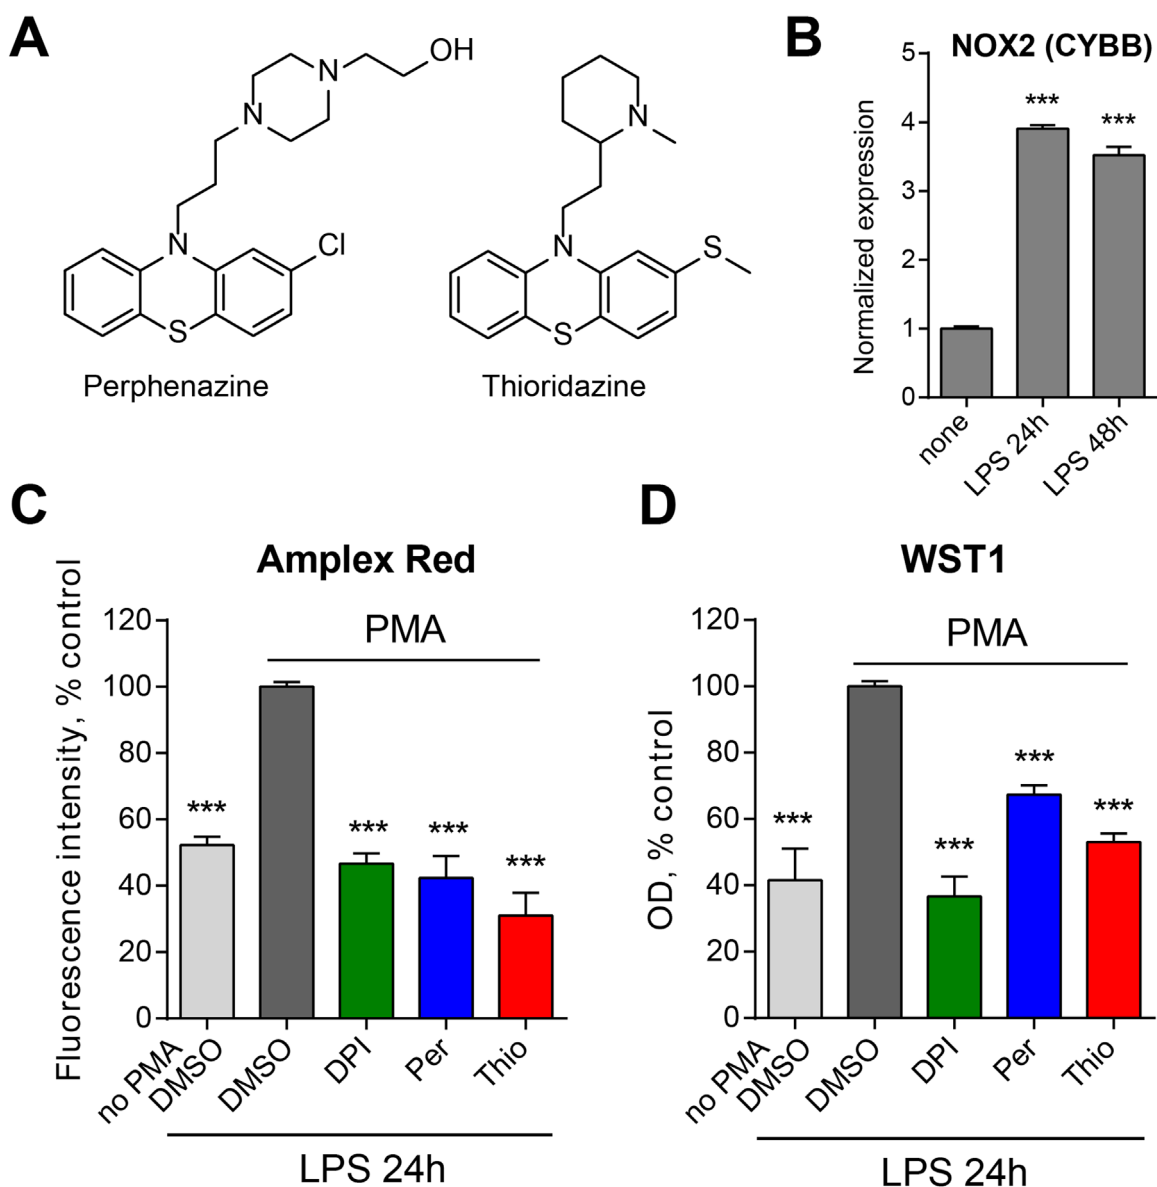 A
OH
N
N
N
Cl
S
Perphenazine
N
N
S
S
Thioridazine
B
NOX2 (CYBB)
Normalized expression
5
4
3
2
1
0
***
***
none
LPS 24h
LPS 48h
C
Amplex Red
Fluorescence intensity, % control
120
100
80
60
40
20
0
PMA
***
***
***
***
no PMA
DMSO
DMSO
DPI
Per
Thio
LPS 24h
D
WST1
OD, % control
120
100
80
60
40
20
0
PMA
***
***
***
***
no PMA
DMSO
DMSO
DPI
Per
Thio
LPS 24h